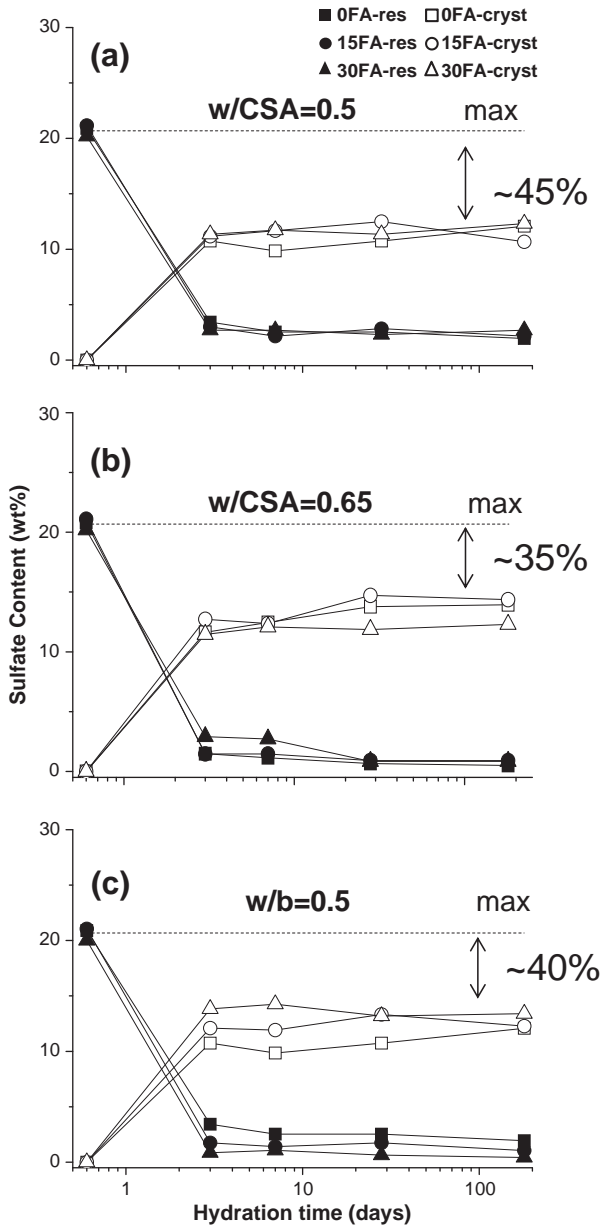 ■ 0FA-res □ 0FA-cryst
● 15FA-res ○ 15FA-cryst
▲ 30FA-res △ 30FA-cryst
30
(a)
w/CSA=0.5
max
20
~45%
10
0
30
(b)
w/CSA=0.65
max
20
~35%
10
0
Sulfate Content (wt%)
30
(c)
w/b=0.5
max
20
~40%
10
0
1 10 100
Hydration time (days)